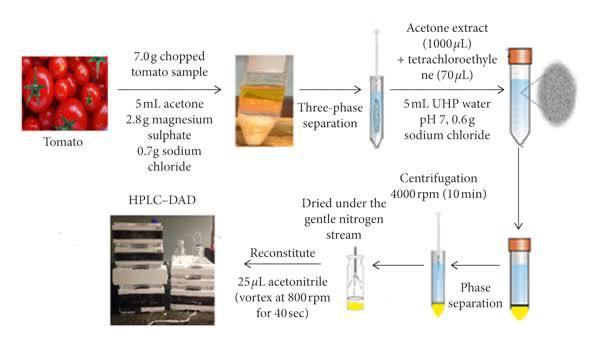 Tomato
7.0 g chopped
tomato sample
5 mL acetone
2.8 g magnesium
sulphate
0.7g sodium
chloride
Three-phase
separation
Acetone extract
(1000 μL)
+ tetrachloroethyle
ne (70 μL)
5 mL UHP water
pH 7, 0.6 g
sodium chloride
Centrifugation
4000 rpm (10 min)
Phase
separation
Dried under the
gentle nitrogen
stream
Reconstitute
25 μL acetonitrile
(vortex at 800 rpm
for 40 sec)
HPLC–DAD